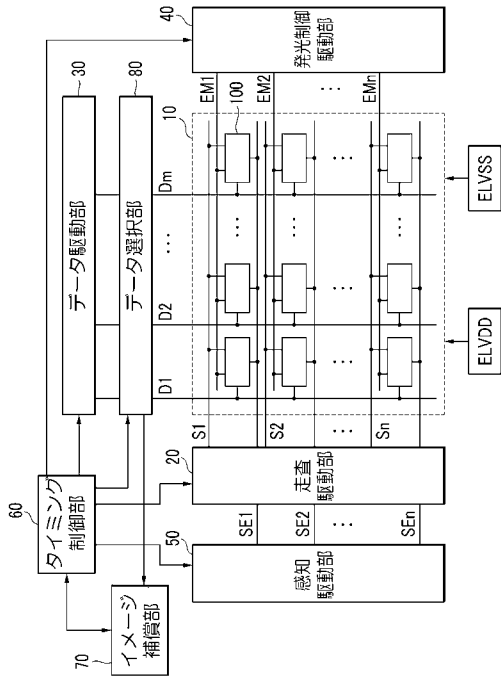 60
タイミング
制御部
30
データ駆動部
80
データ選択部
40
発光制御
駆動部
70
イメージ
補償部
50
感知
駆動部
20
走査
駆動部
SE1
SE2
⋮
SEn
S1
S2
⋮
Sn
D1
D2
...
Dm
10
100
EM1
EM2
⋮
EMn
ELVDD
ELVSS